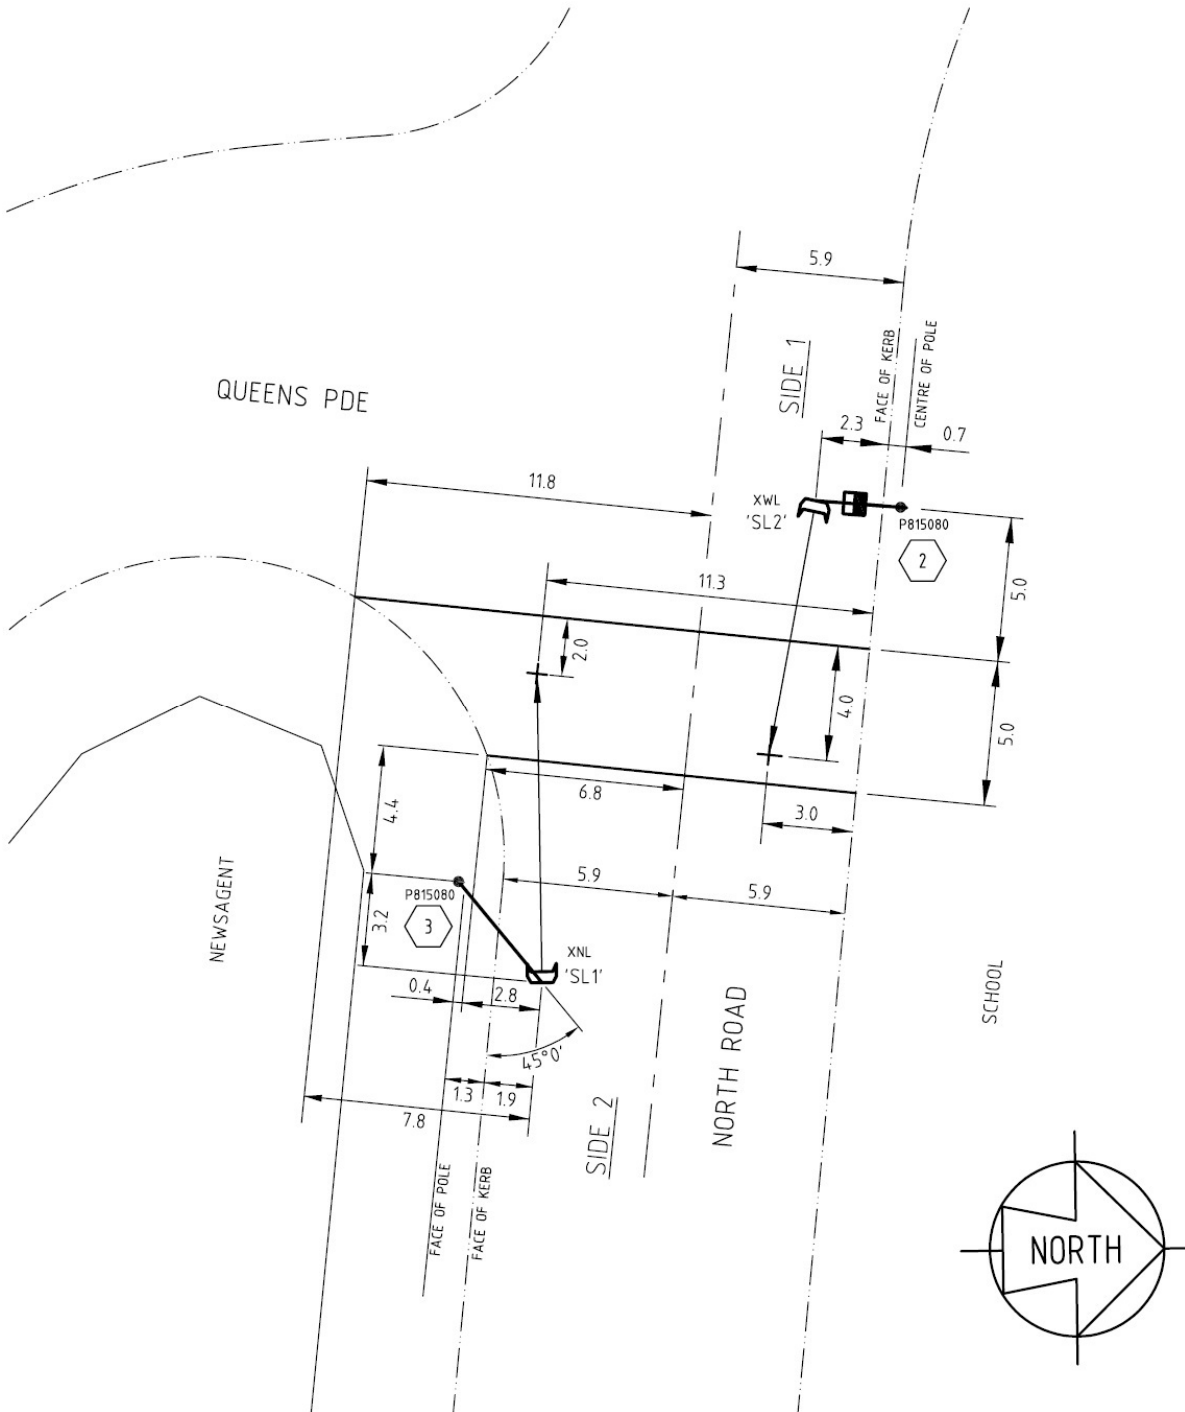 5.9
SIDE 1
FACE OF KERB
CENTRE OF POLE
QUEENS PDE
2.3
0.7
11.8
XWL
'SL2'
P815080
2
11.3
5.0
2.0
4.0
5.0
6.8
4.4
3.0
5.9
5.9
NEWSAGENT
P815080
3
3.2
XNL
'SL1'
0.4
2.8
SCHOOL
NORTH ROAD
45°0'
1.3
1.9
7.8
SIDE 2
FACE OF POLE
FACE OF KERB
NORTH